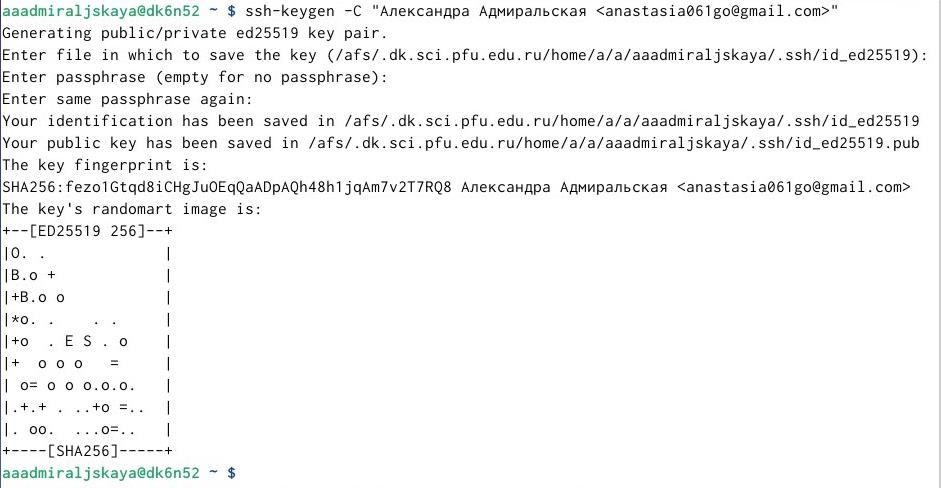 aaadmiraljskaya@dk6n52 ~ $ ssh-keygen -C "Александра Адмиральская <anastasia061go@gmail.com>"
Generating public/private ed25519 key pair.
Enter file in which to save the key (/afs/.dk.sci.pfu.edu.ru/home/a/a/aaadmiraljskaya/.ssh/id_ed25519):
Enter passphrase (empty for no passphrase):
Enter same passphrase again:
Your identification has been saved in /afs/.dk.sci.pfu.edu.ru/home/a/a/aaadmiraljskaya/.ssh/id_ed25519
Your public key has been saved in /afs/.dk.sci.pfu.edu.ru/home/a/a/aaadmiraljskaya/.ssh/id_ed25519.pub
The key fingerprint is:
SHA256:fezo1Gtqd8iCHgJuOEqQaADpAQh48h1jqAm7v2T7RQ8 Александра Адмиральская <anastasia061go@gmail.com>
The key's randomart image is:
+--[ED25519 256]--+
|O. .             |
|B.o +            |
|+B.o o           |
|*o. .    . .     |
|+o  . E S . o    |
|+  o o o   =     |
| o= o o o.o.o.   |
|.+.+ . ..+o =..  |
|. oo.  ...o=..   |
+----[SHA256]-----+
aaadmiraljskaya@dk6n52 ~ $